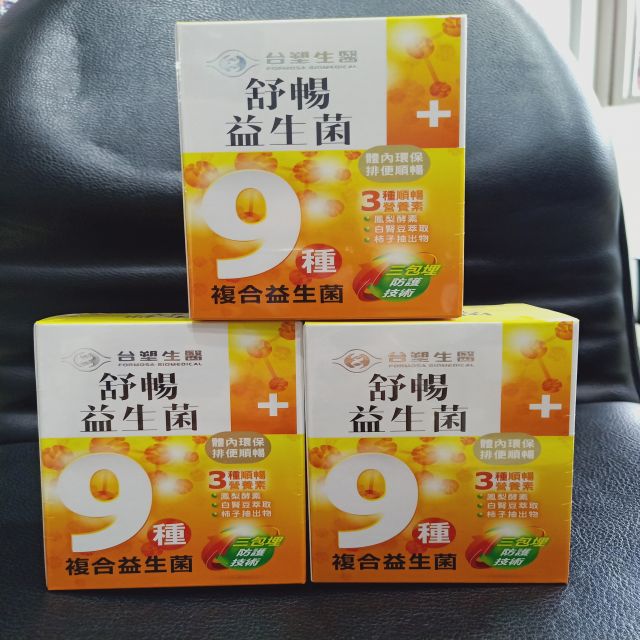 台塑生醫
FORMOSA BIOMEDICAL
舒暢
益生菌
+
體內環保
排便順暢
9種
複合益生菌
3種順暢
營養素
鳳梨酵素
白腎豆萃取
柿子抽出物
三包埋
防護
技術
台塑生醫
FORMOSA BIOMEDICAL
舒暢
益生菌
+
體內環保
排便順暢
9種
複合益生菌
3種順暢
營養素
鳳梨酵素
白腎豆萃取
柿子抽出物
三包埋
防護
技術
台塑生醫
FORMOSA BIOMEDICAL
舒暢
益生菌
+
體內環保
排便順暢
9種
複合益生菌
3種順暢
營養素
鳳梨酵素
白腎豆萃取
柿子抽出物
三包埋
防護
技術